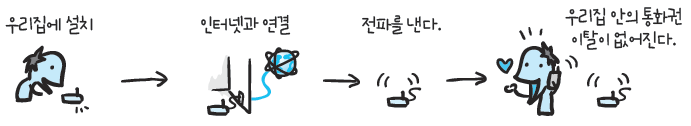 우리집에 설치
인터넷과 연결
전파를 낸다.
우리집 안의 통화권
이탈이 없어진다.